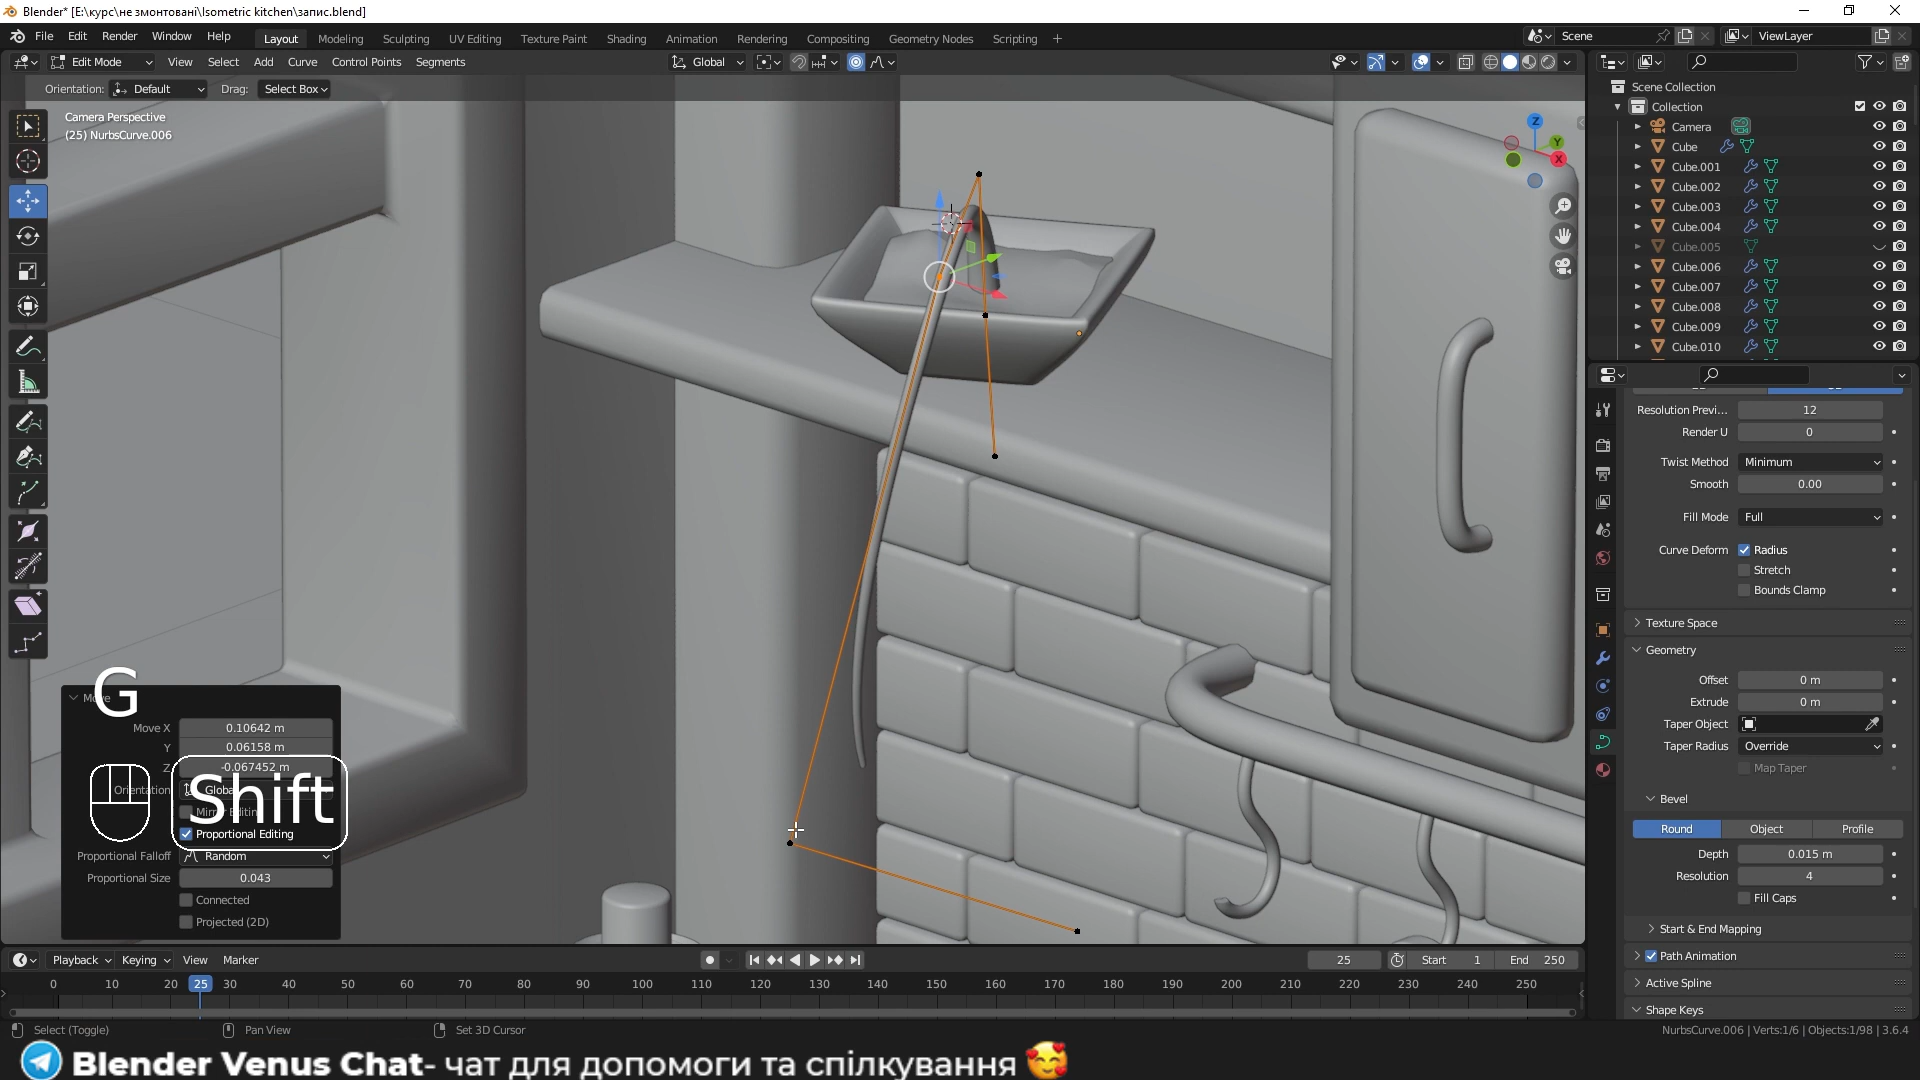 Blender* [E:\курс\не змонтовані\Isometric kitchen\запис.blend]
File Edit Render Window Help
Layout Modeling Sculpting UV Editing Texture Paint Shading Animation Rendering Compositing Geometry Nodes Scripting +
Scene
ViewLayer
Edit Mode View Select Add Curve Control Points Segments
Global
Orientation: Default Drag: Select Box
Camera Perspective
(25) NurbsCurve.006
Z
Y
X
Scene Collection
Collection
Camera
Cube
Cube.001
Cube.002
Cube.003
Cube.004
Cube.005
Cube.006
Cube.007
Cube.008
Cube.009
Cube.010
Resolution Previ... 12
Render U 0
Twist Method Minimum
Smooth 0.00
Fill Mode Full
Curve Deform Radius
Stretch
Bounds Clamp
Texture Space
Geometry
Offset 0 m
Extrude 0 m
Taper Object
Taper Radius Override
Map Taper
Bevel
Round Object Profile
Depth 0.015 m
Resolution 4
Fill Caps
Start & End Mapping
Path Animation
Active Spline
Shape Keys
G
Move X 0.10642 m
Y 0.06158 m
Z -0.067452 m
Shift
Orientation
Proportional Editing
Proportional Falloff Random
Proportional Size 0.043
Connected
Projected (2D)
Playback Keying View Marker
25 Start 1 End 250
0 10 20 25 30 40 50 60 70 80 90 100 110 120 130 140 150 160 170 180 190 200 210 220 230 240 250
Select (Toggle) Pan View Set 3D Cursor
NurbsCurve.006 | Verts:1/6 | Objects:1/98 | 3.6.4
Blender Venus Chat- чат для допомоги та спілкування 🥰